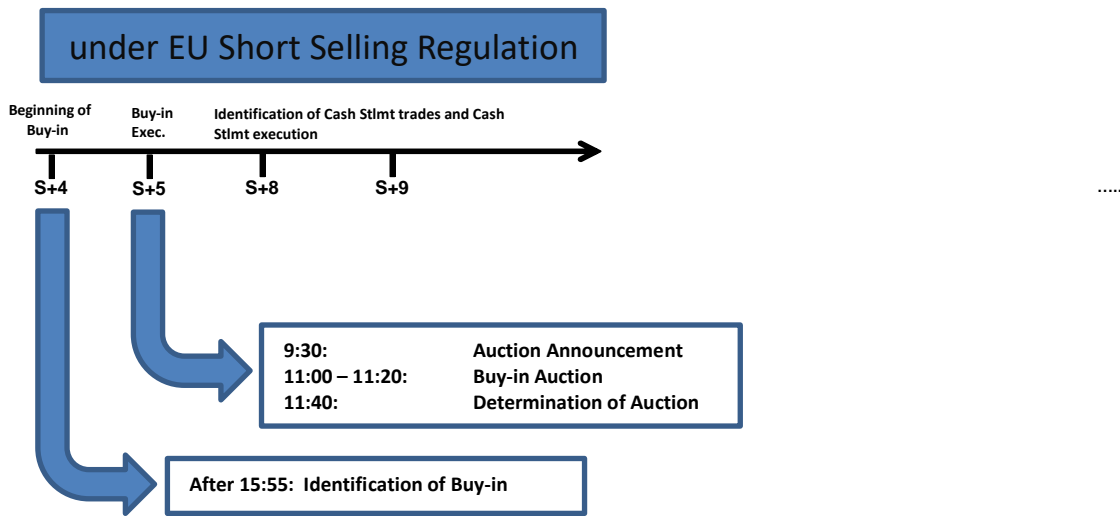 under EU Short Selling Regulation
Beginning of Buy-in Identification of Cash Stlmt trades and Cash
Buy-in Exec. Stlmt execution
S+4 S+5 S+8 S+9
.....
9:30: Auction Announcement
11:00 – 11:20: Buy-in Auction
11:40: Determination of Auction
After 15:55: Identification of Buy-in